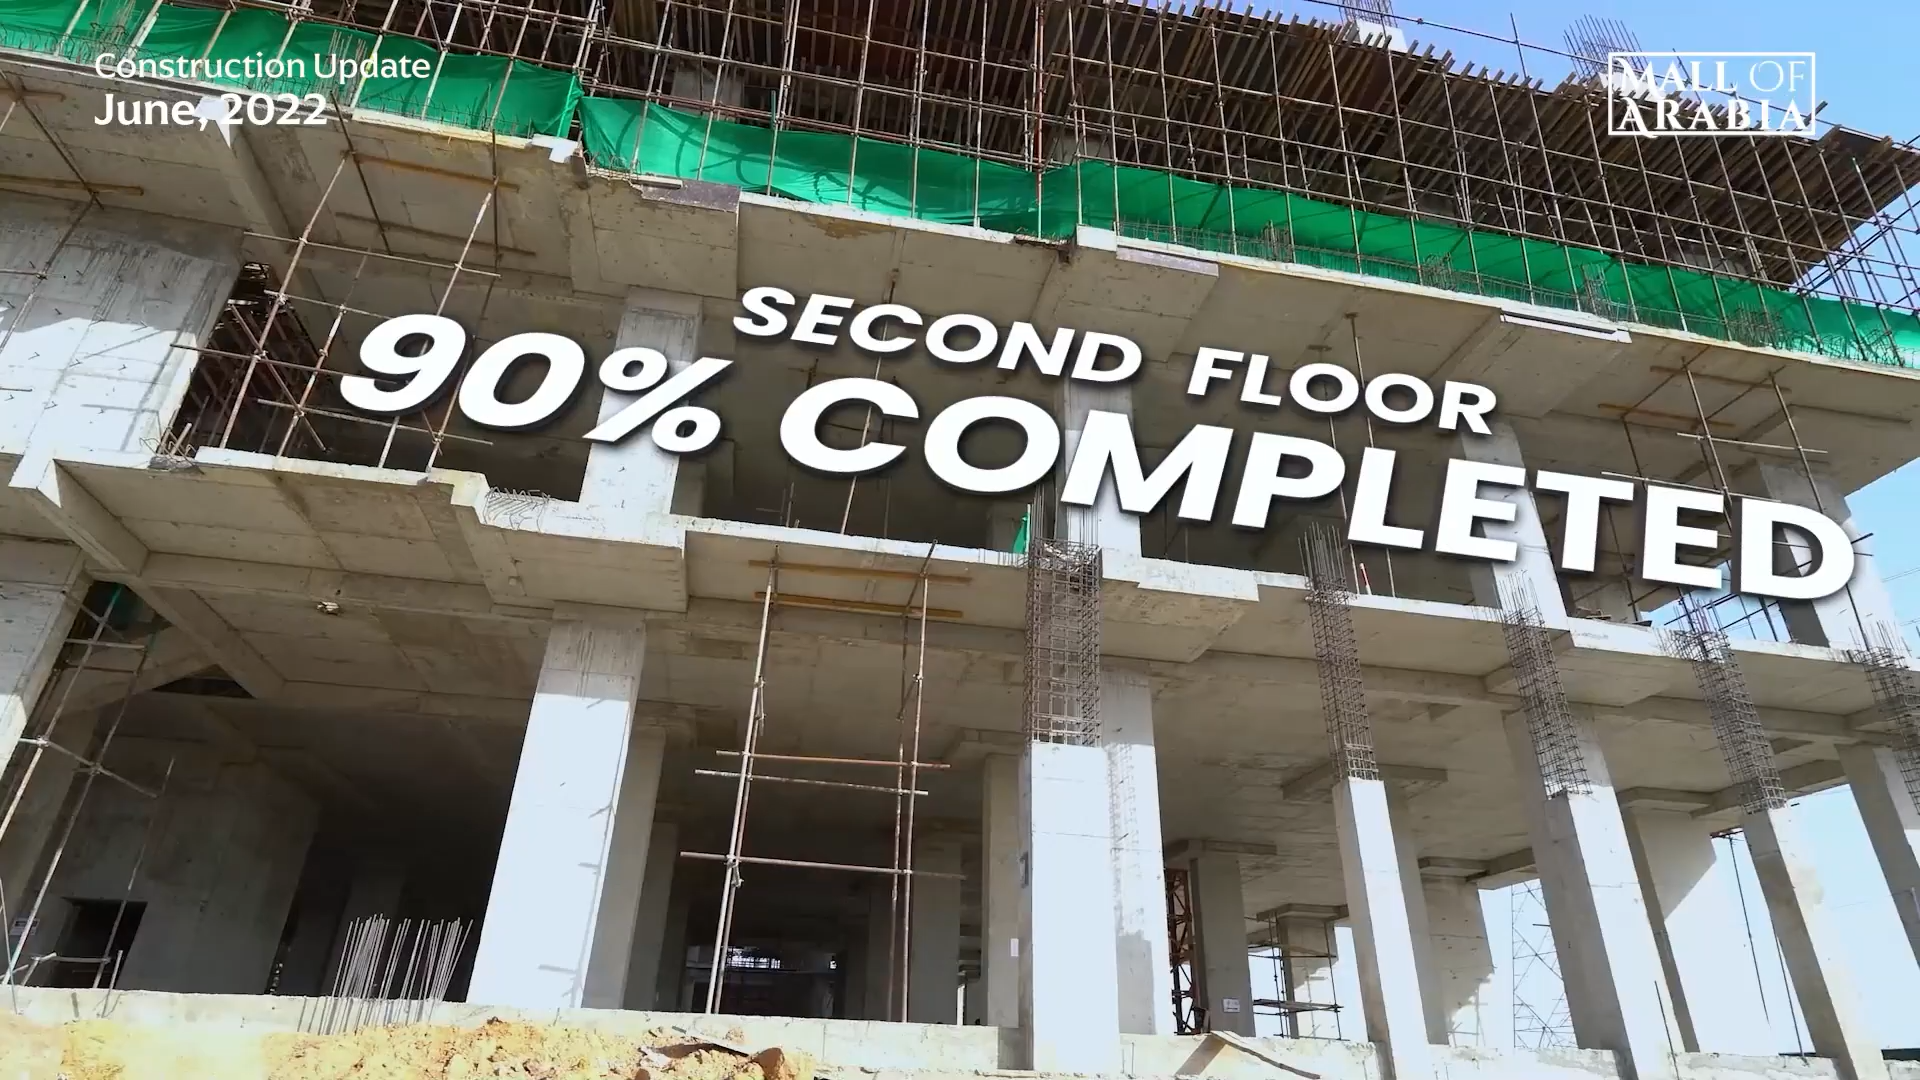 Construction Update
June, 2022
MALL OF
ARABIA
SECOND FLOOR
90% COMPLETED